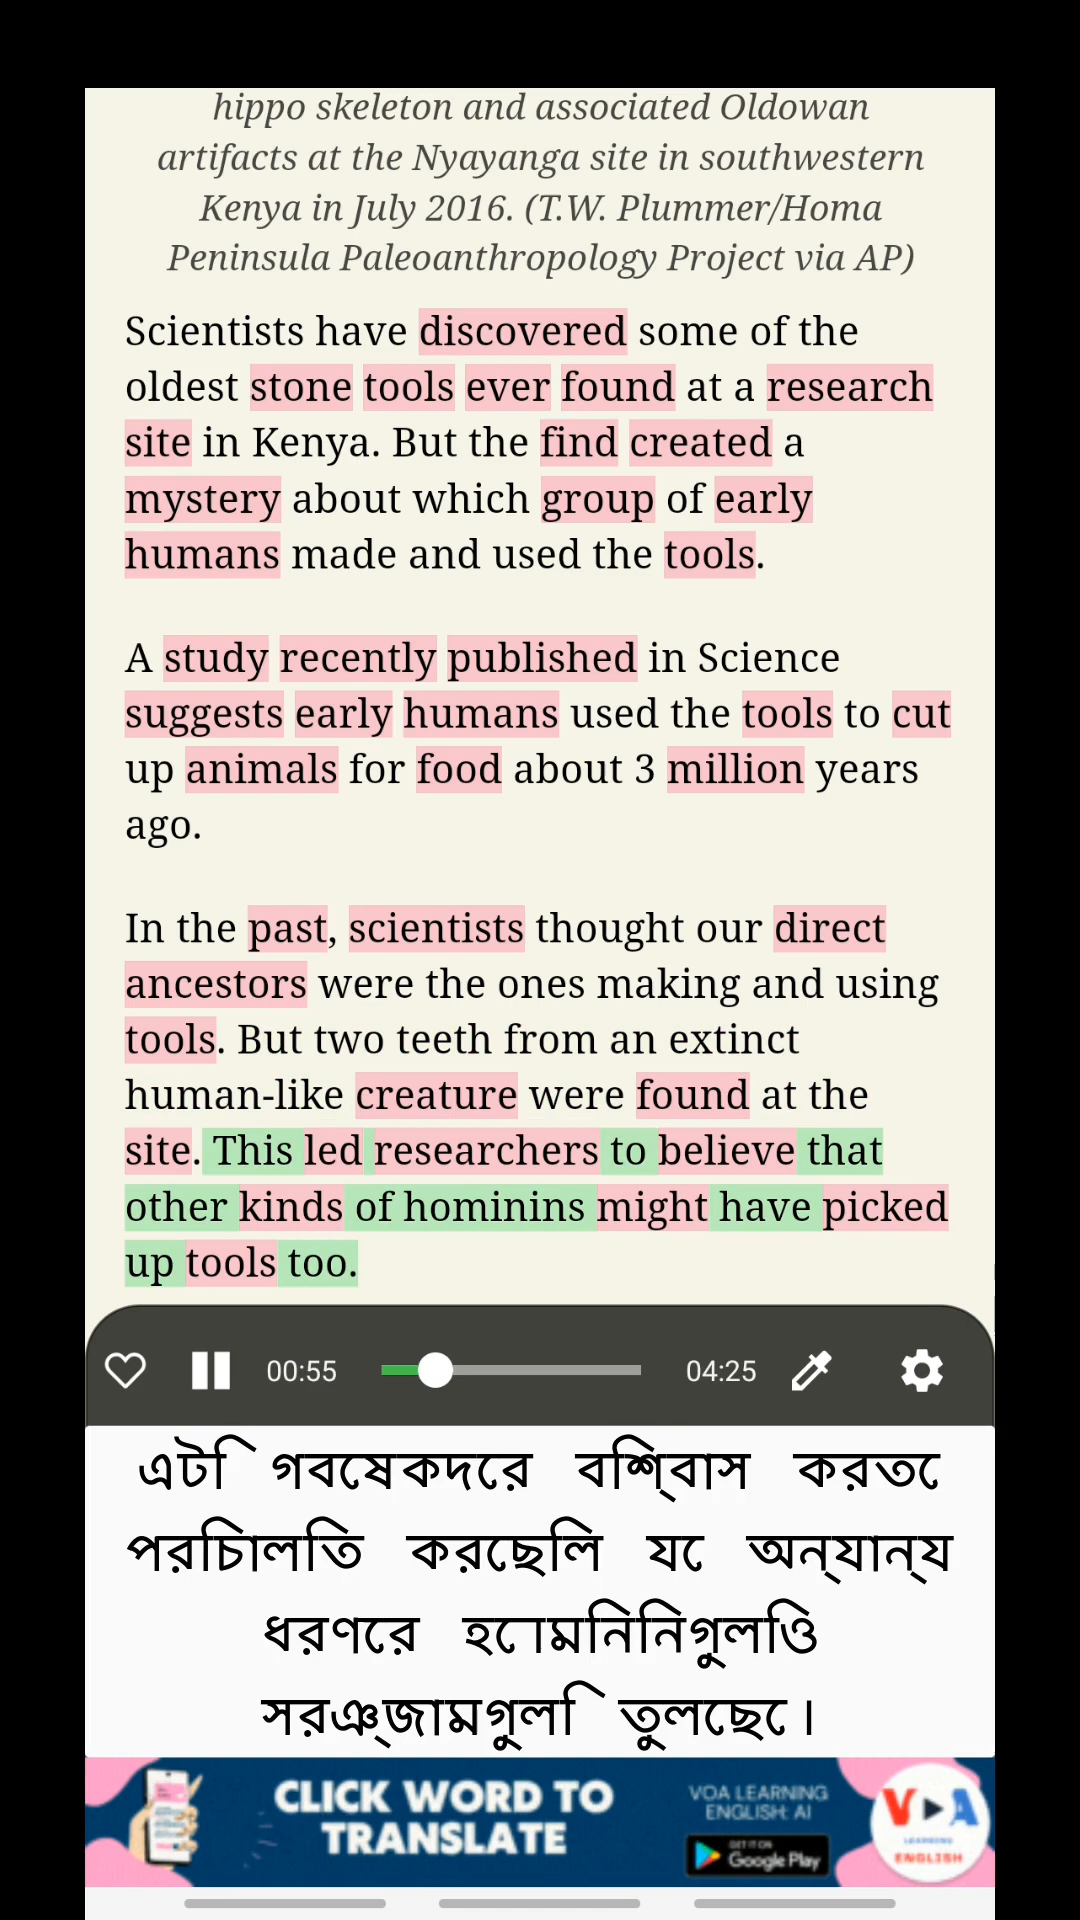 hippo skeleton and associated Oldowan
artifacts at the Nyayanga site in southwestern
Kenya in July 2016. (T.W. Plummer/Homa
Peninsula Paleoanthropology Project via AP)
Scientists have discovered some of the
oldest stone tools ever found at a research
site in Kenya. But the find created a
mystery about which group of early
humans made and used the tools.
A study recently published in Science
suggests early humans used the tools to cut
up animals for food about 3 million years
ago.
In the past, scientists thought our direct
ancestors were the ones making and using
tools. But two teeth from an extinct
human-like creature were found at the
site. This led researchers to believe that
other kinds of hominins might have picked
up tools too.
00:55 04:25
এটি গবেষকদের বিশ্বাস করতে
পরিচালিত করেছিল যে অন্যান্য
ধরণের হোমিনিনগুলিও
সরঞ্জামগুলি তুলেছে।
CLICK WORD TO
TRANSLATE
VOA LEARNING
ENGLISH: AI
GET IT ON
Google Play
VOA
LEARNING
ENGLISH